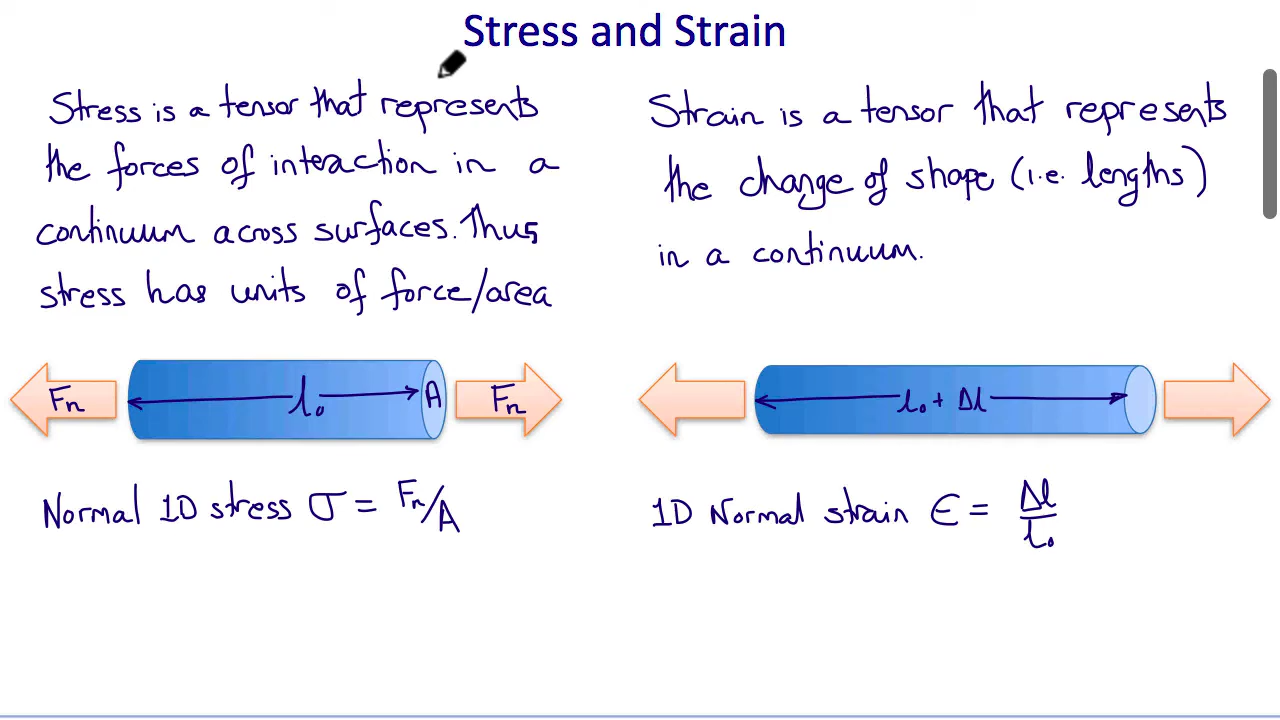 Stress and Strain
Stress is a tensor that represents
the forces of interaction in a
continuum across surfaces. Thus,
stress has units of force/area
Strain is a tensor that represents
the change of shape (i.e. lengths)
in a continuum.
Fn
l₀
A
Fn
l₀ + Δl
Normal 1D stress σ = Fn/A
1D Normal strain ϵ = Δl/l₀